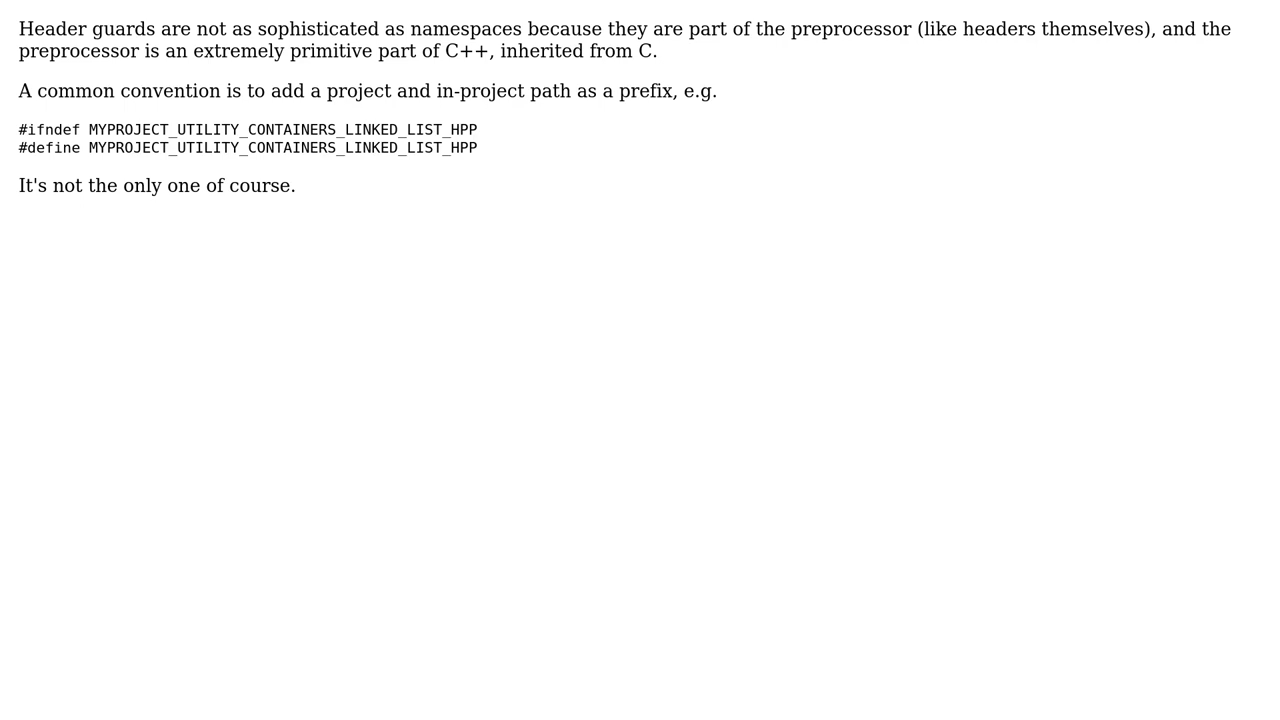 Header guards are not as sophisticated as namespaces because they are part of the preprocessor (like headers themselves), and the
preprocessor is an extremely primitive part of C++, inherited from C.
A common convention is to add a project and in-project path as a prefix, e.g.
#ifndef MYPROJECT_UTILITY_CONTAINERS_LINKED_LIST_HPP
#define MYPROJECT_UTILITY_CONTAINERS_LINKED_LIST_HPP
It's not the only one of course.